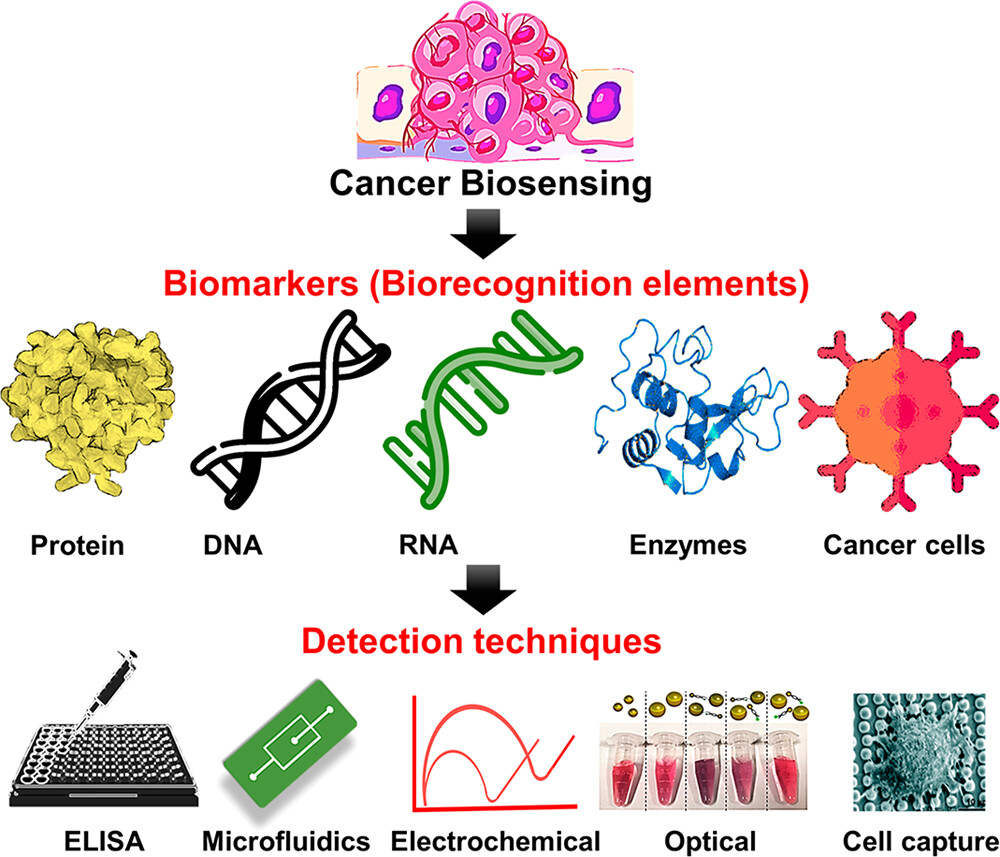 Cancer Biosensing
Biomarkers (Biorecognition elements)
Protein DNA RNA Enzymes Cancer cells
Detection techniques
ELISA Microfluidics Electrochemical Optical Cell capture